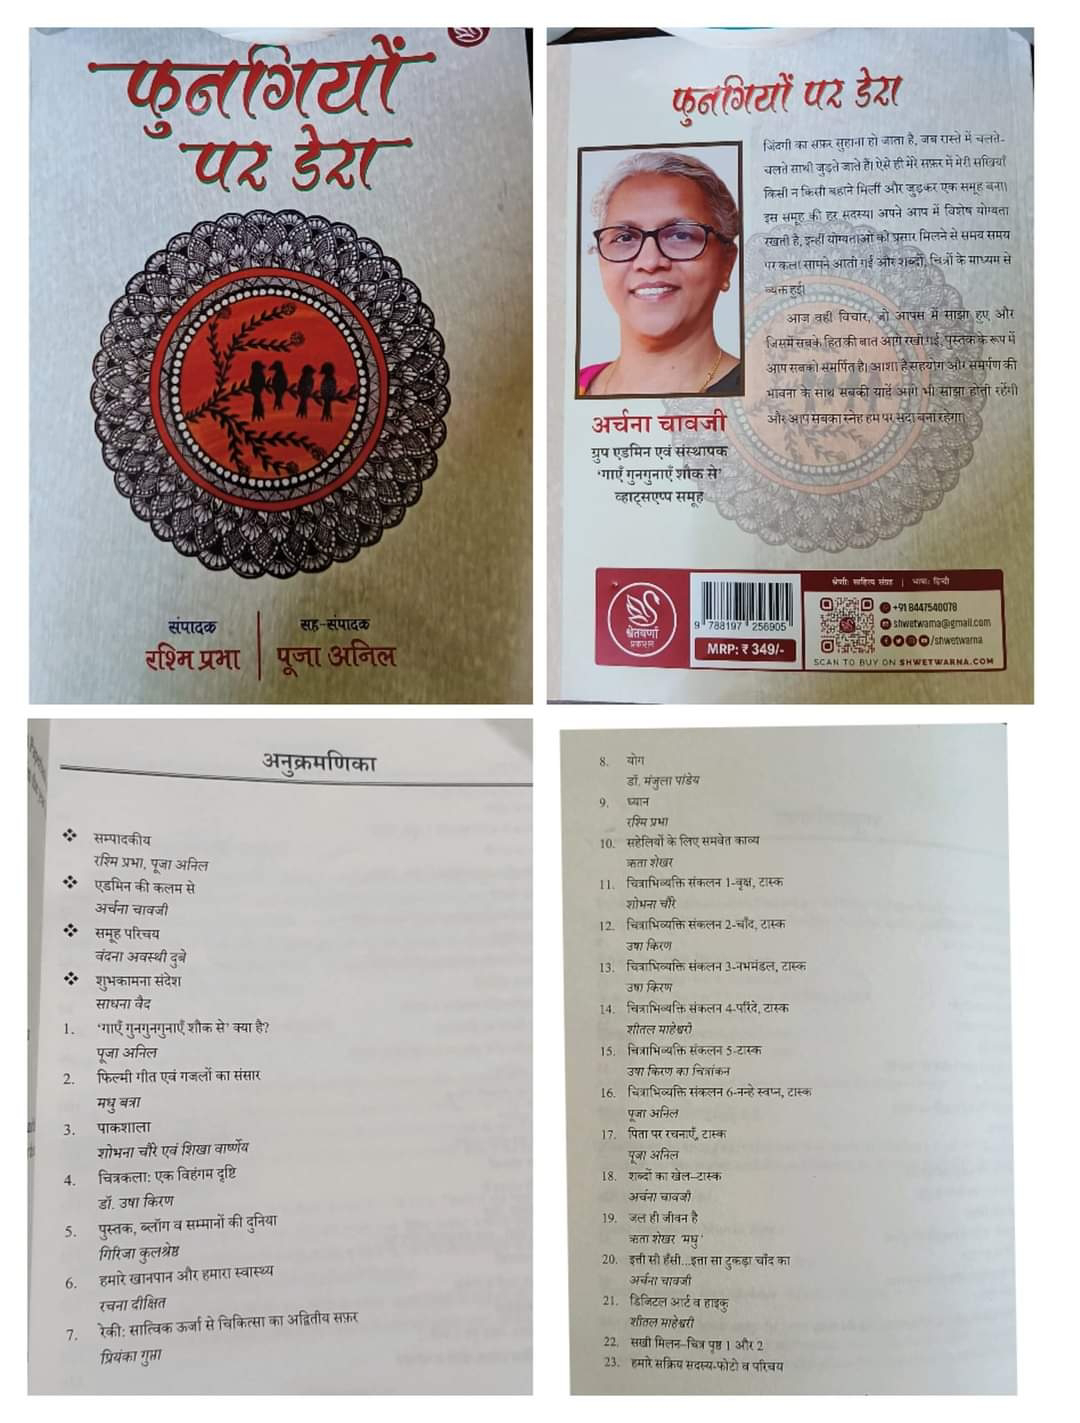 फुनगियों
पर डेरा
संपादक
रश्मि प्रभा
सह-संपादक
पूजा अनिल
फुनगियों पर डेरा
जिंदगी का सफ़र सुहाना हो जाता है, जब रास्ते में चलते-
चलते साथी जुड़ते जाते हैं। ऐसे ही मेरे सफ़र में मेरी सखियाँ
किसी न किसी बहाने मिलीं और जुड़कर एक समूह बना।
इस समूह की हर सदस्या अपने आप में विशेष योग्यता
रखती है, इन्हीं योग्यताओं को प्रसार मिलने से समय समय
पर कला सामने आती गई और शब्दों, चित्रों के माध्यम से
व्यक्त हुई।
आज वही विचार, जो आपस में साझा हुए और
जिसमें सबके हित की बात आगे रखी गई, पुस्तक के रूप में
आप सबको समर्पित है। आशा है सहयोग और समर्पण की
भावना के साथ सबकी यादें आगे भी साझा होती रहेंगी
और आप सबका स्नेह हम पर सदा बना रहेगा।
अर्चना चावजी
ग्रुप एडमिन एवं संस्थापक
'गाएँ गुनगुनाएँ शौक से'
व्हाट्सएप्प समूह
श्वेतवर्णा
प्रकाशन
9 788197 256905
MRP: ₹ 349/-
श्रेणी: साहित्य संग्रह | भाषा: हिन्दी
+91 8447540078
shwetwarna@gmail.com
/shwetwarna
SCAN TO BUY ON SHWETWARNA.COM
अनुक्रमणिका
❖ सम्पादकीय
रश्मि प्रभा, पूजा अनिल
❖ एडमिन की कलम से
अर्चना चावजी
❖ समूह परिचय
वंदना अवस्थी दुबे
❖ शुभकामना संदेश
साधना वैद
1. 'गाएँ गुनगुनगुनाएँ शौक से' क्या है?
पूजा अनिल
2. फिल्मी गीत एवं गजलों का संसार
मधु बत्रा
3. पाकशाला
शोभना चौरे एवं शिखा वार्ष्णेय
4. चित्रकला: एक विहंगम दृष्टि
डॉ. उषा किरण
5. पुस्तक, ब्लॉग व सम्मानों की दुनिया
गिरिजा कुलश्रेष्ठ
6. हमारे खानपान और हमारा स्वास्थ्य
रचना दीक्षित
7. रेकी: सात्विक ऊर्जा से चिकित्सा का अद्वितीय सफ़र
प्रियंका गुप्ता
8. योग
डॉ. मंजुला पांडेय
9. ध्यान
रश्मि प्रभा
10. सहेलियों के लिए समवेत काव्य
ऋता शेखर
11. चित्राभिव्यक्ति संकलन 1-वृक्ष, टास्क
शोभना चौरे
12. चित्राभिव्यक्ति संकलन 2-चाँद, टास्क
उषा किरण
13. चित्राभिव्यक्ति संकलन 3-नभमंडल, टास्क
उषा किरण
14. चित्राभिव्यक्ति संकलन 4-परिंदे, टास्क
शीतल माहेश्वरी
15. चित्राभिव्यक्ति संकलन 5-टास्क
उषा किरण का चित्रांकन
16. चित्राभिव्यक्ति संकलन 6-नन्हे स्वप्न, टास्क
पूजा अनिल
17. पिता पर रचनाएँ, टास्क
पूजा अनिल
18. शब्दों का खेल–टास्क
अर्चना चावजी
19. जल ही जीवन है
ऋता शेखर 'मधु'
20. इत्ती सी हँसी...इत्ता सा टुकड़ा चाँद का
अर्चना चावजी
21. डिजिटल आर्ट व हाइकु
शीतल माहेश्वरी
22. सखी मिलन–चित्र पृष्ठ 1 और 2
23. हमारे सक्रिय सदस्य-फोटो व परिचय